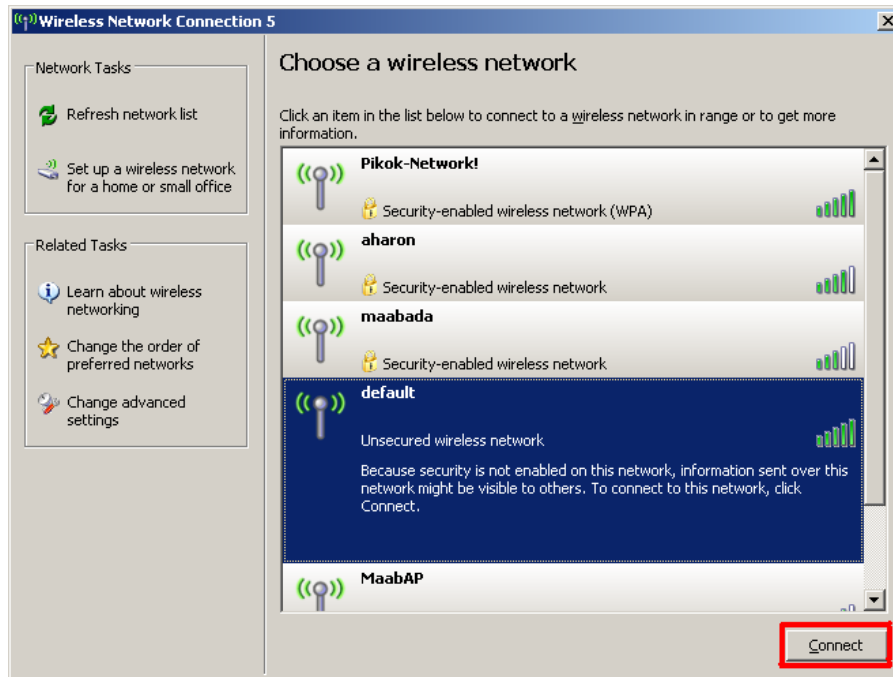 Wireless Network Connection 5
Network Tasks
Refresh network list
Set up a wireless network
for a home or small office
Related Tasks
Learn about wireless
networking
Change the order of
preferred networks
Change advanced
settings
Choose a wireless network
Click an item in the list below to connect to a wireless network in range or to get more
information.
Pikok-Network!
Security-enabled wireless network (WPA)
aharon
Security-enabled wireless network
maabada
Security-enabled wireless network
default
Unsecured wireless network
Because security is not enabled on this network, information sent over this
network might be visible to others. To connect to this network, click
Connect.
MaabAP
Connect